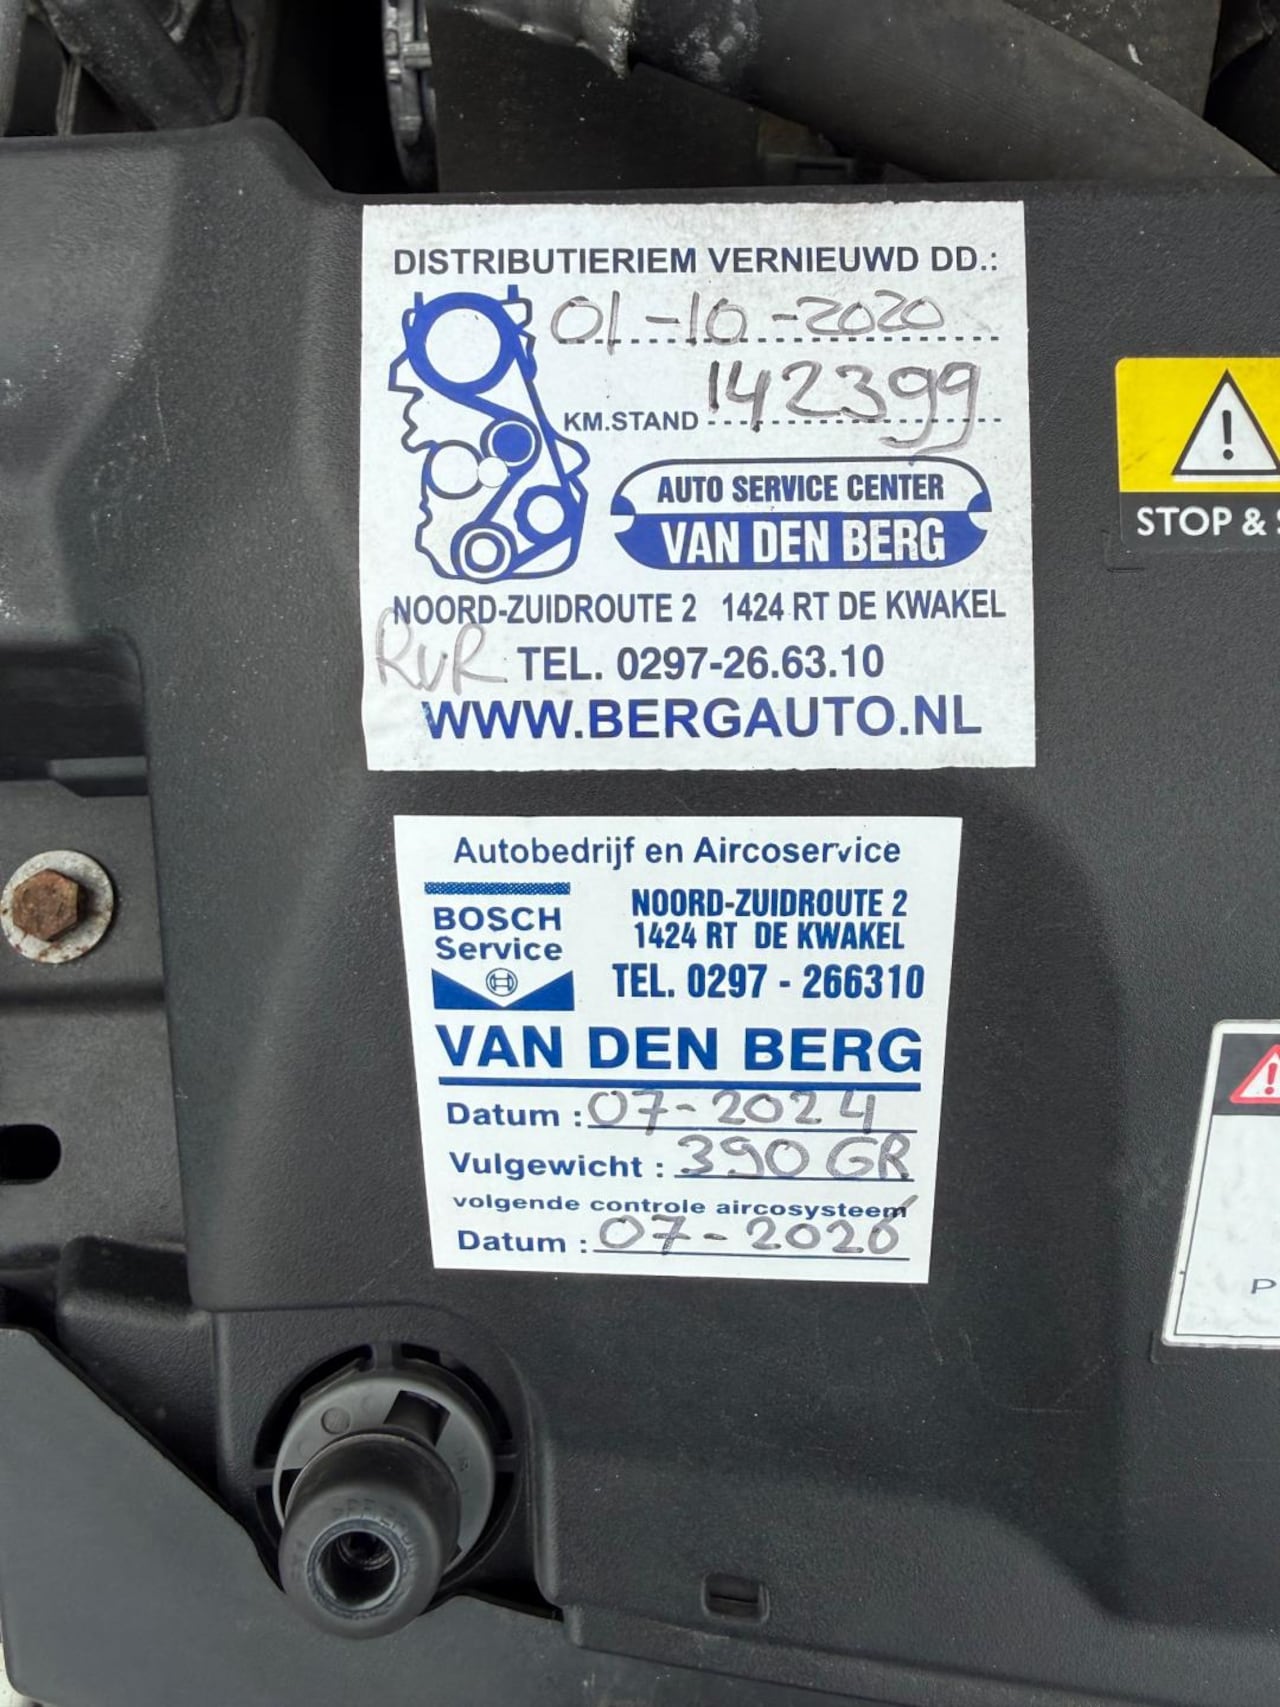 DISTRIBUTIERIEM VERNIEUWD DD.:
01-10-2020
KM.STAND 142399
AUTO SERVICE CENTER
VAN DEN BERG
NOORD-ZUIDROUTE 2 1424 RT DE KWAKEL
RVR TEL. 0297-26.63.10
WWW.BERGAUTO.NL
STOP &
Autobedrijf en Aircoservice
BOSCH
Service
NOORD-ZUIDROUTE 2
1424 RT DE KWAKEL
TEL. 0297 - 266310
VAN DEN BERG
Datum : 07-2024
Vulgewicht : 390 GR
volgende controle aircosysteem
Datum : 07-2026
P